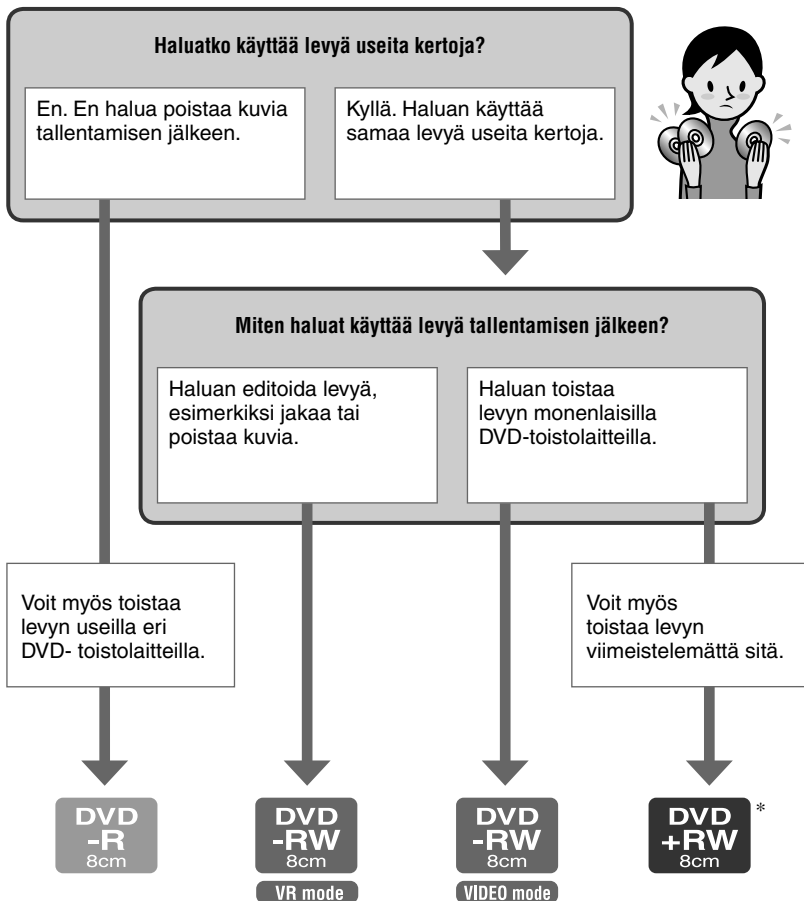 Haluatko käyttää levyä useita kertoja?
En. En halua poistaa kuvia
tallentamisen jälkeen.
Kyllä. Haluan käyttää
samaa levyä useita kertoja.
Miten haluat käyttää levyä tallentamisen jälkeen?
Haluan editoida levyä,
esimerkiksi jakaa tai
poistaa kuvia.
Haluan toistaa
levyn monenlaisilla
DVD-toistolaitteilla.
Voit myös toistaa
levyn useilla eri
DVD- toistolaitteilla.
Voit myös
toistaa levyn
viimeistelemättä sitä.
DVD
-R
8cm
DVD
-RW
8cm
VR mode
DVD
-RW
8cm
VIDEO mode
DVD
+RW
8cm
*